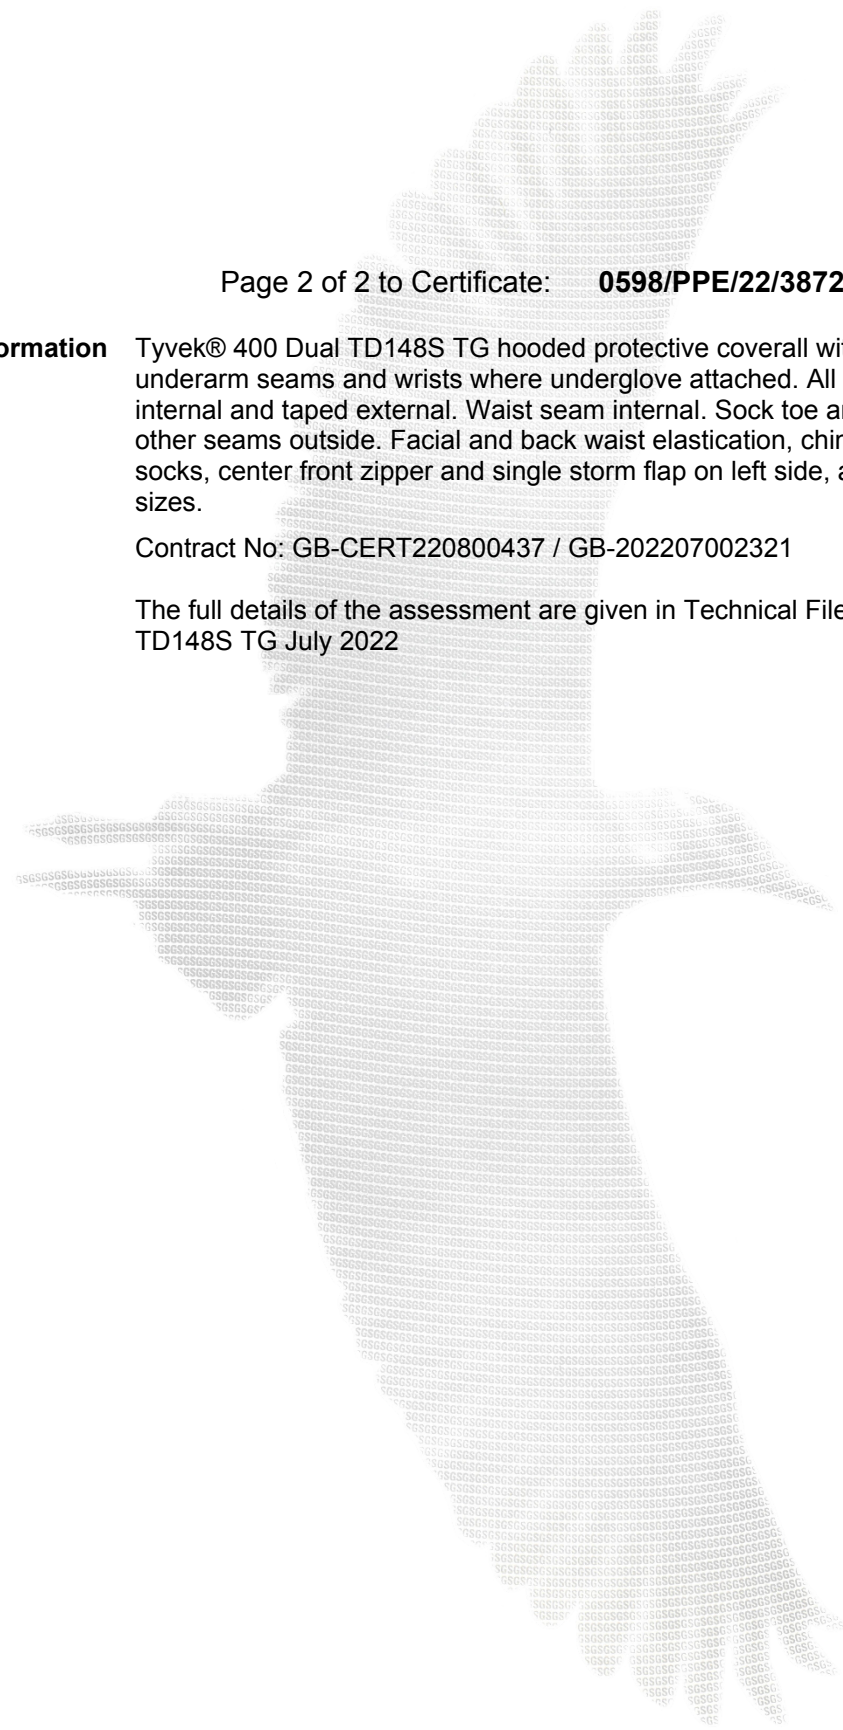 Page 2 of 2 to Certificate: 0598/PPE/22/3872
ormation Tyvek® 400 Dual TD148S TG hooded protective coverall wi
underarm seams and wrists where underglove attached. All
internal and taped external. Waist seam internal. Sock toe a
other seams outside. Facial and back waist elastication, chi
socks, center front zipper and single storm flap on left side, a
sizes.
Contract No: GB-CERT220800437 / GB-202207002321
The full details of the assessment are given in Technical File
TD148S TG July 2022